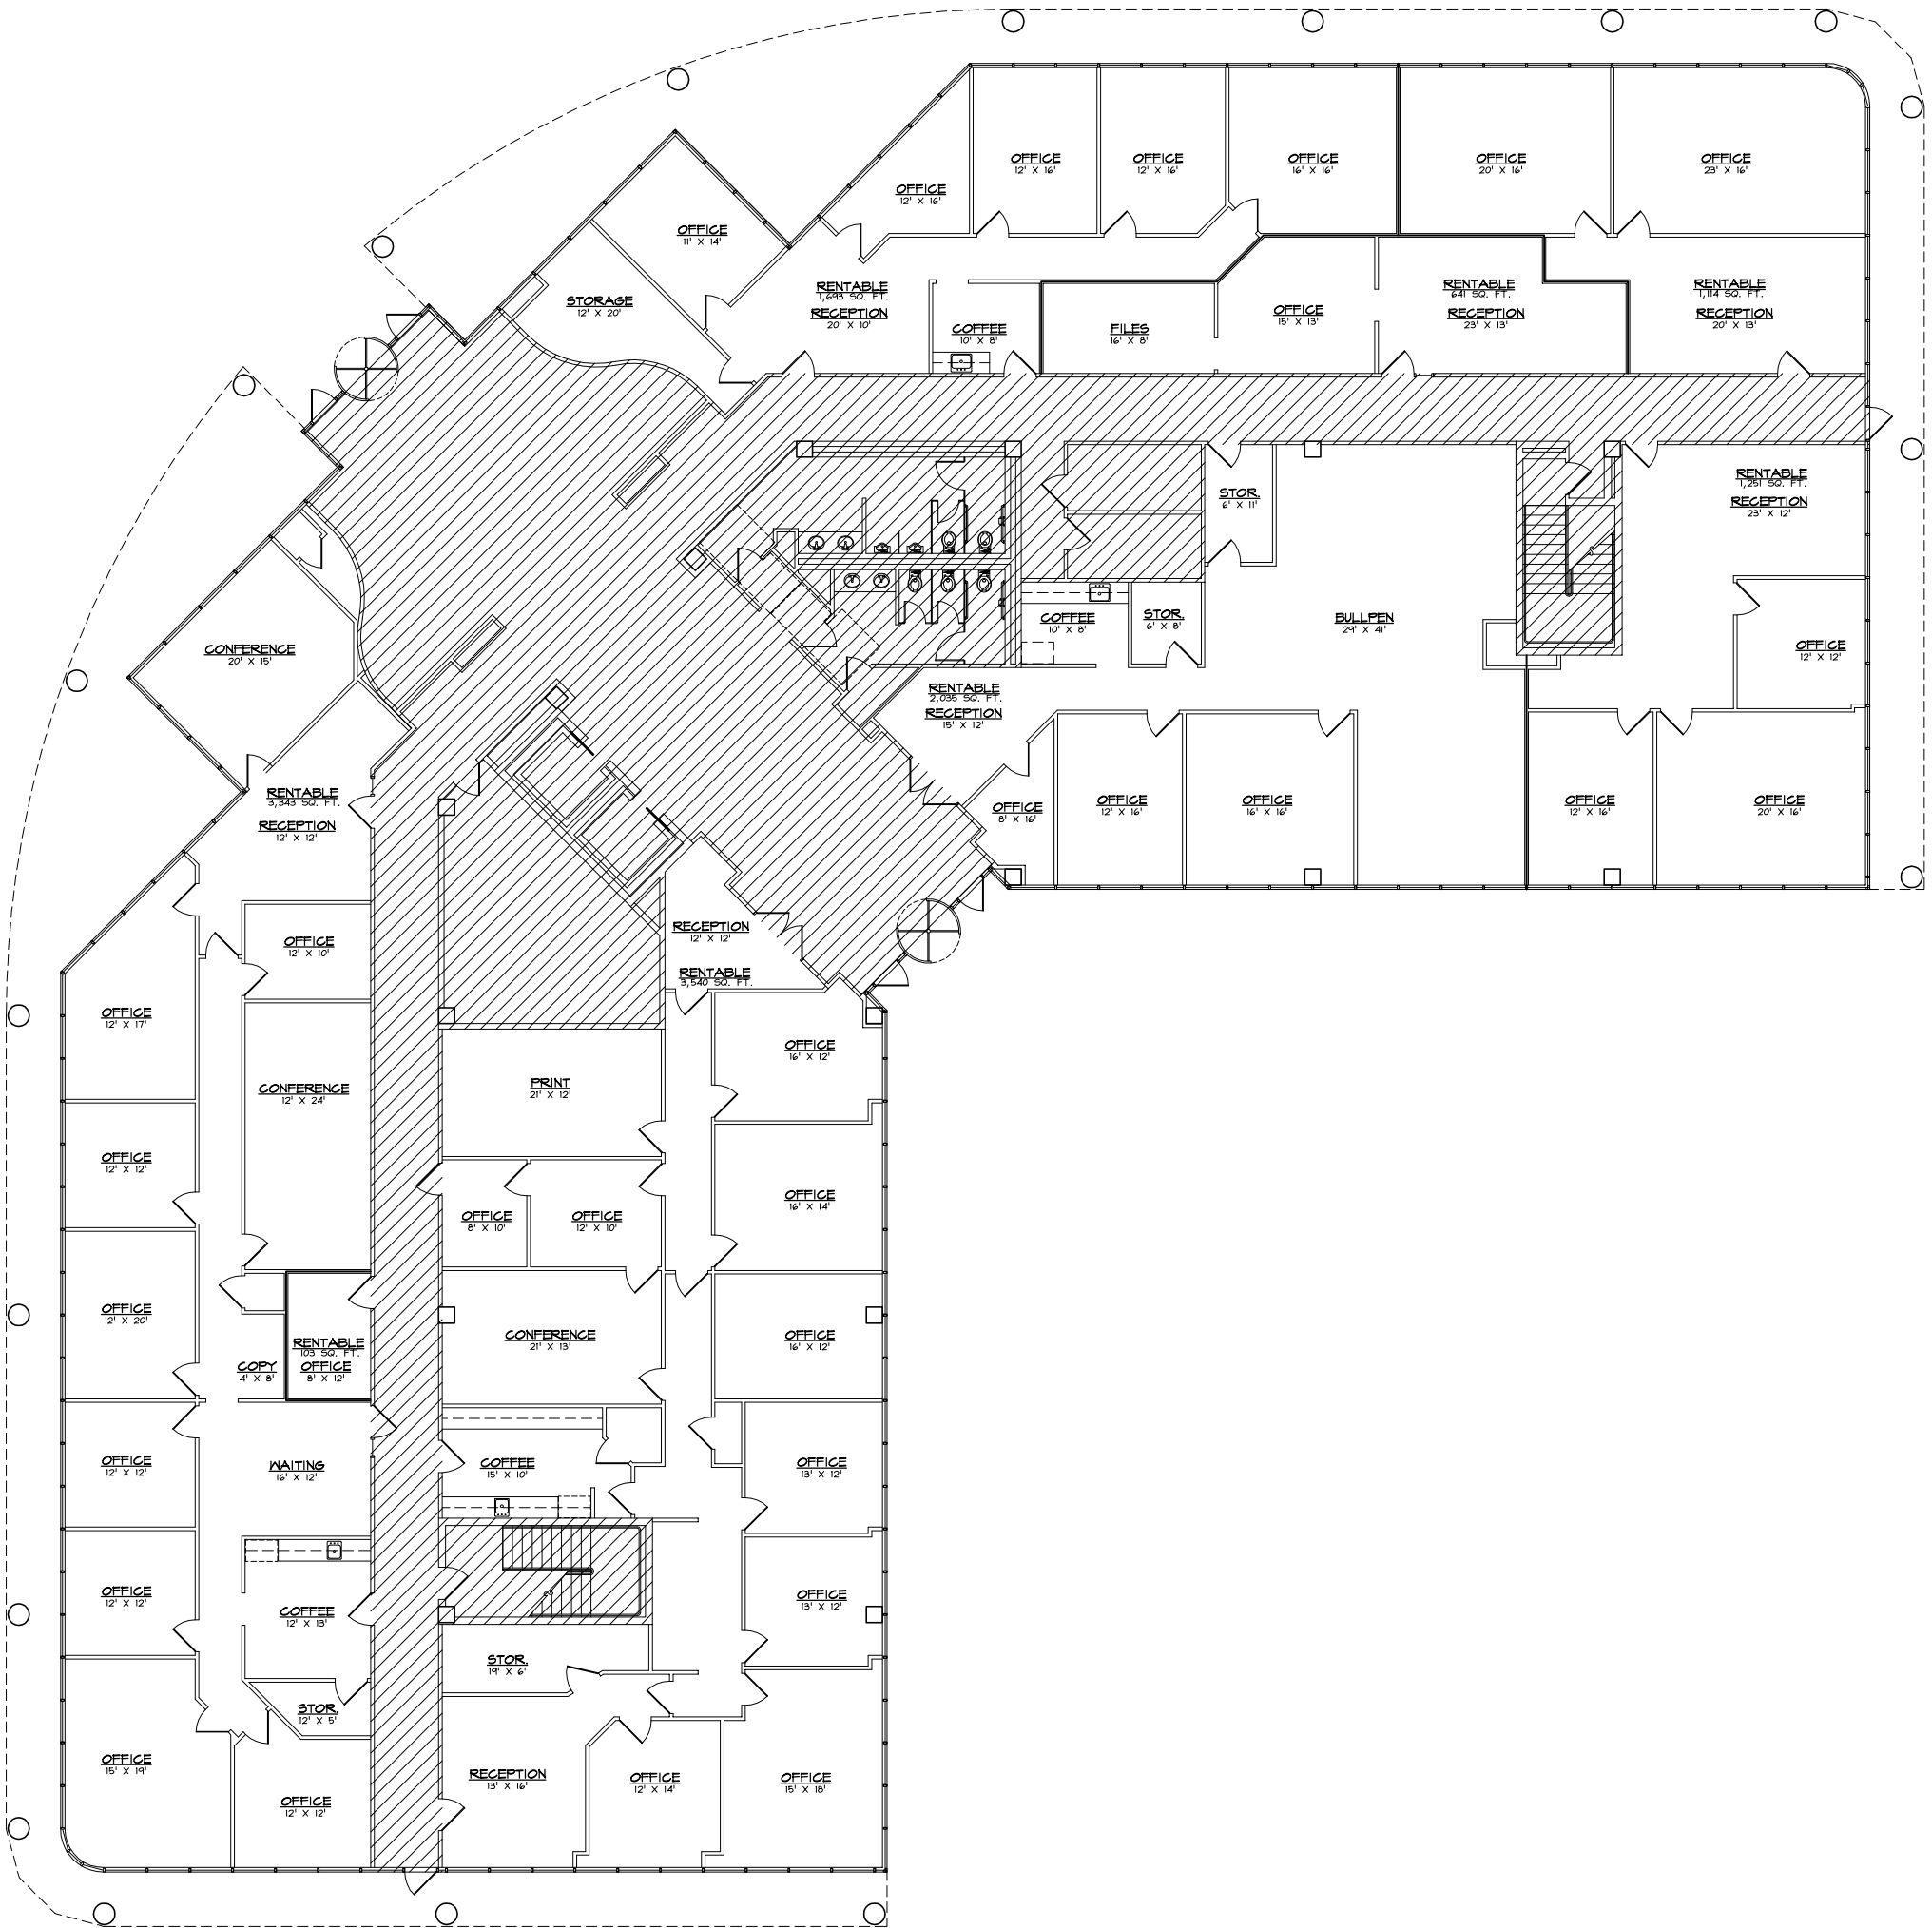 OFFICE
12' X 16'
OFFICE
12' X 16'
OFFICE
16' X 16'
OFFICE
20' X 16'
OFFICE
23' X 16'
OFFICE
12' X 16'
OFFICE
11' X 14'
STORAGE
12' X 20'
RENTABLE
1,693 SQ. FT.
RECEPTION
20' X 10'
COFFEE
10' X 8'
FILES
16' X 8'
OFFICE
15' X 13'
RENTABLE
641 SQ. FT.
RECEPTION
23' X 13'
RENTABLE
1,114 SQ. FT.
RECEPTION
20' X 13'
STOR.
6' X 11'
RENTABLE
1,251 SQ. FT.
RECEPTION
23' X 12'
COFFEE
10' X 8'
STOR.
6' X 8'
BULLPEN
29' X 41'
OFFICE
12' X 12'
CONFERENCE
20' X 15'
RENTABLE
2,035 SQ. FT.
RECEPTION
15' X 12'
RENTABLE
3,343 SQ. FT.
RECEPTION
12' X 12'
OFFICE
8' X 16'
OFFICE
12' X 16'
OFFICE
16' X 16'
OFFICE
12' X 16'
OFFICE
20' X 16'
OFFICE
12' X 10'
RECEPTION
12' X 12'
RENTABLE
3,540 SQ. FT.
OFFICE
12' X 17'
OFFICE
16' X 12'
CONFERENCE
12' X 24'
PRINT
21' X 12'
OFFICE
12' X 12'
OFFICE
8' X 10'
OFFICE
12' X 10'
OFFICE
16' X 14'
OFFICE
12' X 20'
RENTABLE
103 SQ. FT.
OFFICE
8' X 12'
COPY
4' X 8'
CONFERENCE
21' X 13'
OFFICE
16' X 12'
OFFICE
12' X 12'
WAITING
16' X 12'
COFFEE
15' X 10'
OFFICE
13' X 12'
OFFICE
12' X 12'
COFFEE
12' X 13'
OFFICE
13' X 12'
STOR.
19' X 6'
STOR.
12' X 5'
OFFICE
15' X 19'
OFFICE
12' X 12'
RECEPTION
13' X 16'
OFFICE
12' X 14'
OFFICE
15' X 18'